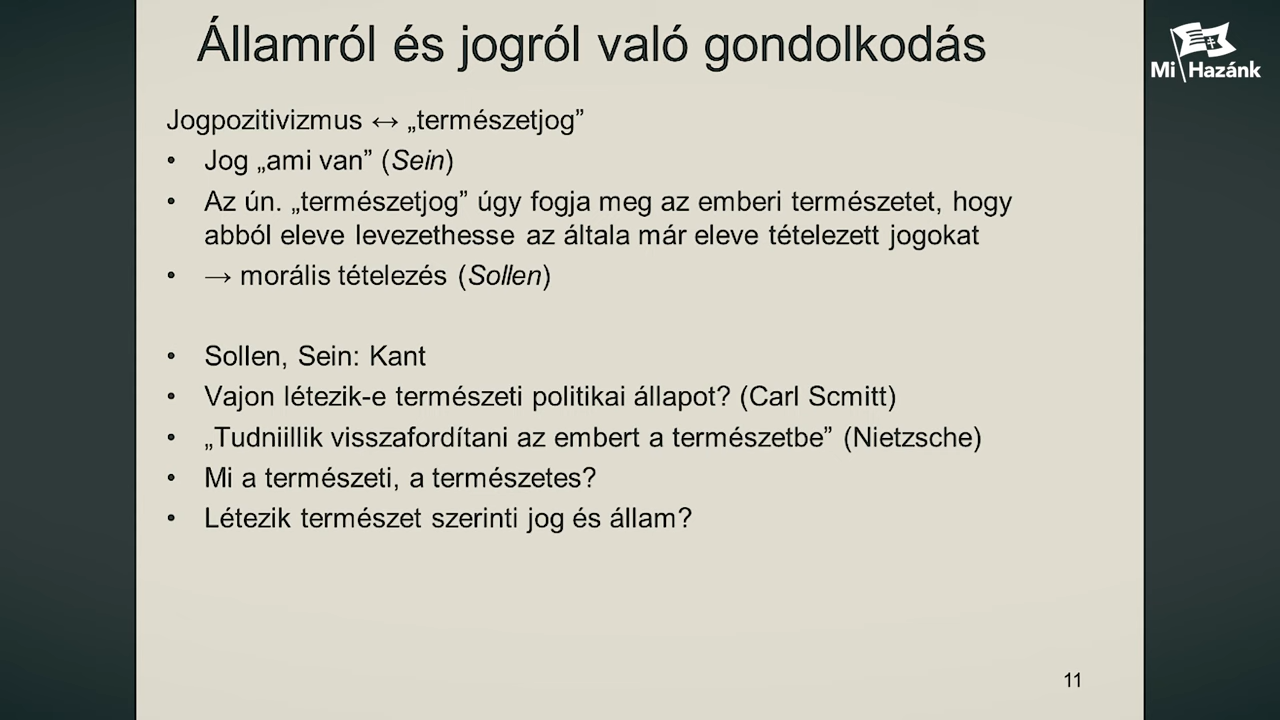 Államról és jogról való gondolkodás
Mi Hazánk
Jogpozitivizmus ↔ „természetjog”
• Jog „ami van” (Sein)
• Az ún. „természetjog” úgy fogja meg az emberi természetet, hogy
abból eleve levezethesse az általa már eleve tételezett jogokat
• → morális tételezés (Sollen)
• Sollen, Sein: Kant
• Vajon létezik-e természeti politikai állapot? (Carl Scmitt)
• „Tudniillik visszafordítani az embert a természetbe” (Nietzsche)
• Mi a természeti, a természetes?
• Létezik természet szerinti jog és állam?
11